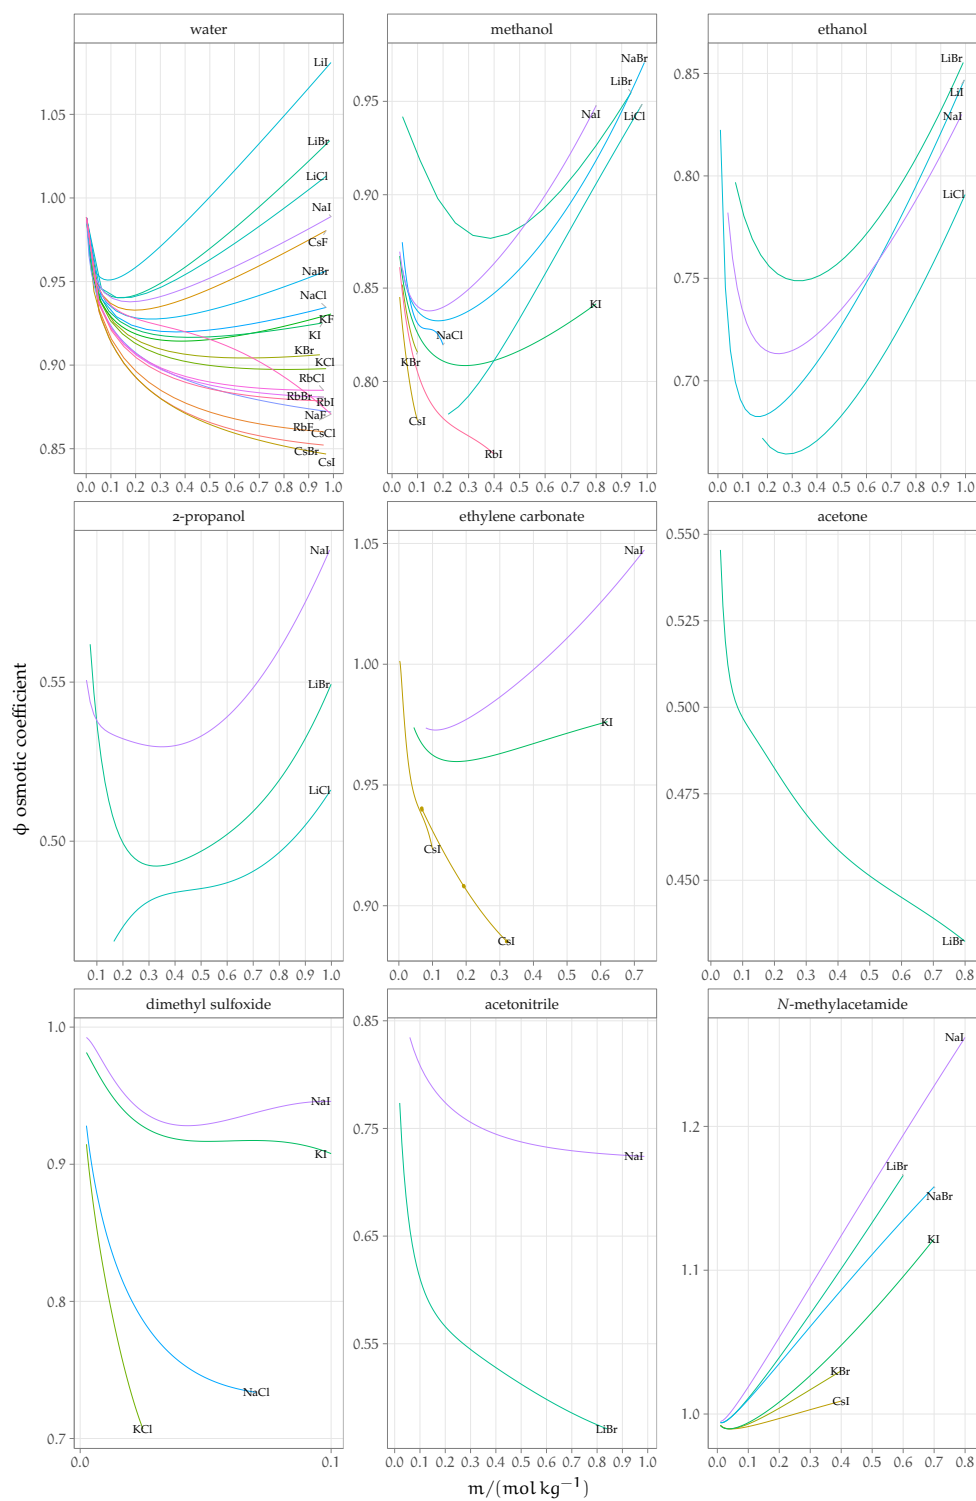 water
methanol
ethanol
LiI
LiBr
LiCl
NaI
CsF
NaBr
NaCl
KF
KI
KBr
KCl
RbCl
RbBr
RbI
NaF
RbF
CsCl
CsBr
CsI
1.05
1.00
0.95
0.90
0.85
0.0 0.1 0.2 0.3 0.4 0.5 0.6 0.7 0.8 0.9 1.0
NaBr
LiBr
NaI
LiCl
KI
NaCl
KBr
CsI
RbI
0.95
0.90
0.85
0.80
0.0 0.1 0.2 0.3 0.4 0.5 0.6 0.7 0.8 0.9 1.0
LiBr
LiI
NaI
LiCl
0.85
0.80
0.75
0.70
0.0 0.1 0.2 0.3 0.4 0.5 0.6 0.7 0.8 0.9 1.0
2-propanol
ethylene carbonate
acetone
NaI
LiBr
LiCl
0.55
0.50
0.1 0.2 0.3 0.4 0.5 0.6 0.7 0.8 0.9 1.0
NaI
KI
CsI
CsI
1.05
1.00
0.95
0.90
0.0 0.1 0.2 0.3 0.4 0.5 0.6 0.7
LiBr
0.550
0.525
0.500
0.475
0.450
0.0 0.1 0.2 0.3 0.4 0.5 0.6 0.7 0.8
ϕ osmotic coefficient
dimethyl sulfoxide
acetonitrile
N-methylacetamide
NaI
KI
NaCl
KCl
1.0
0.9
0.8
0.7
0.0 0.1
NaI
LiBr
0.85
0.75
0.65
0.55
0.0 0.1 0.2 0.3 0.4 0.5 0.6 0.7 0.8 0.9 1.0
NaI
LiBr
NaBr
KI
KBr
CsI
1.2
1.1
1.0
0.0 0.1 0.2 0.3 0.4 0.5 0.6 0.7 0.8
m/(mol kg⁻¹)